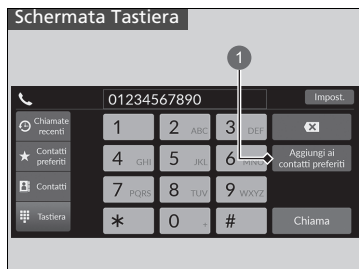 Schermata Tastiera
1
01234567890
Impost.
Chiamate
recenti
1
2 ABC
3 DEF
Contatti
preferiti
4 GHI
5 JKL
6 MNO
Aggiungi ai
contatti preferiti
Contatti
7 PQRS
8 TUV
9 WXYZ
Tastiera
*
0 +
#
Chiama